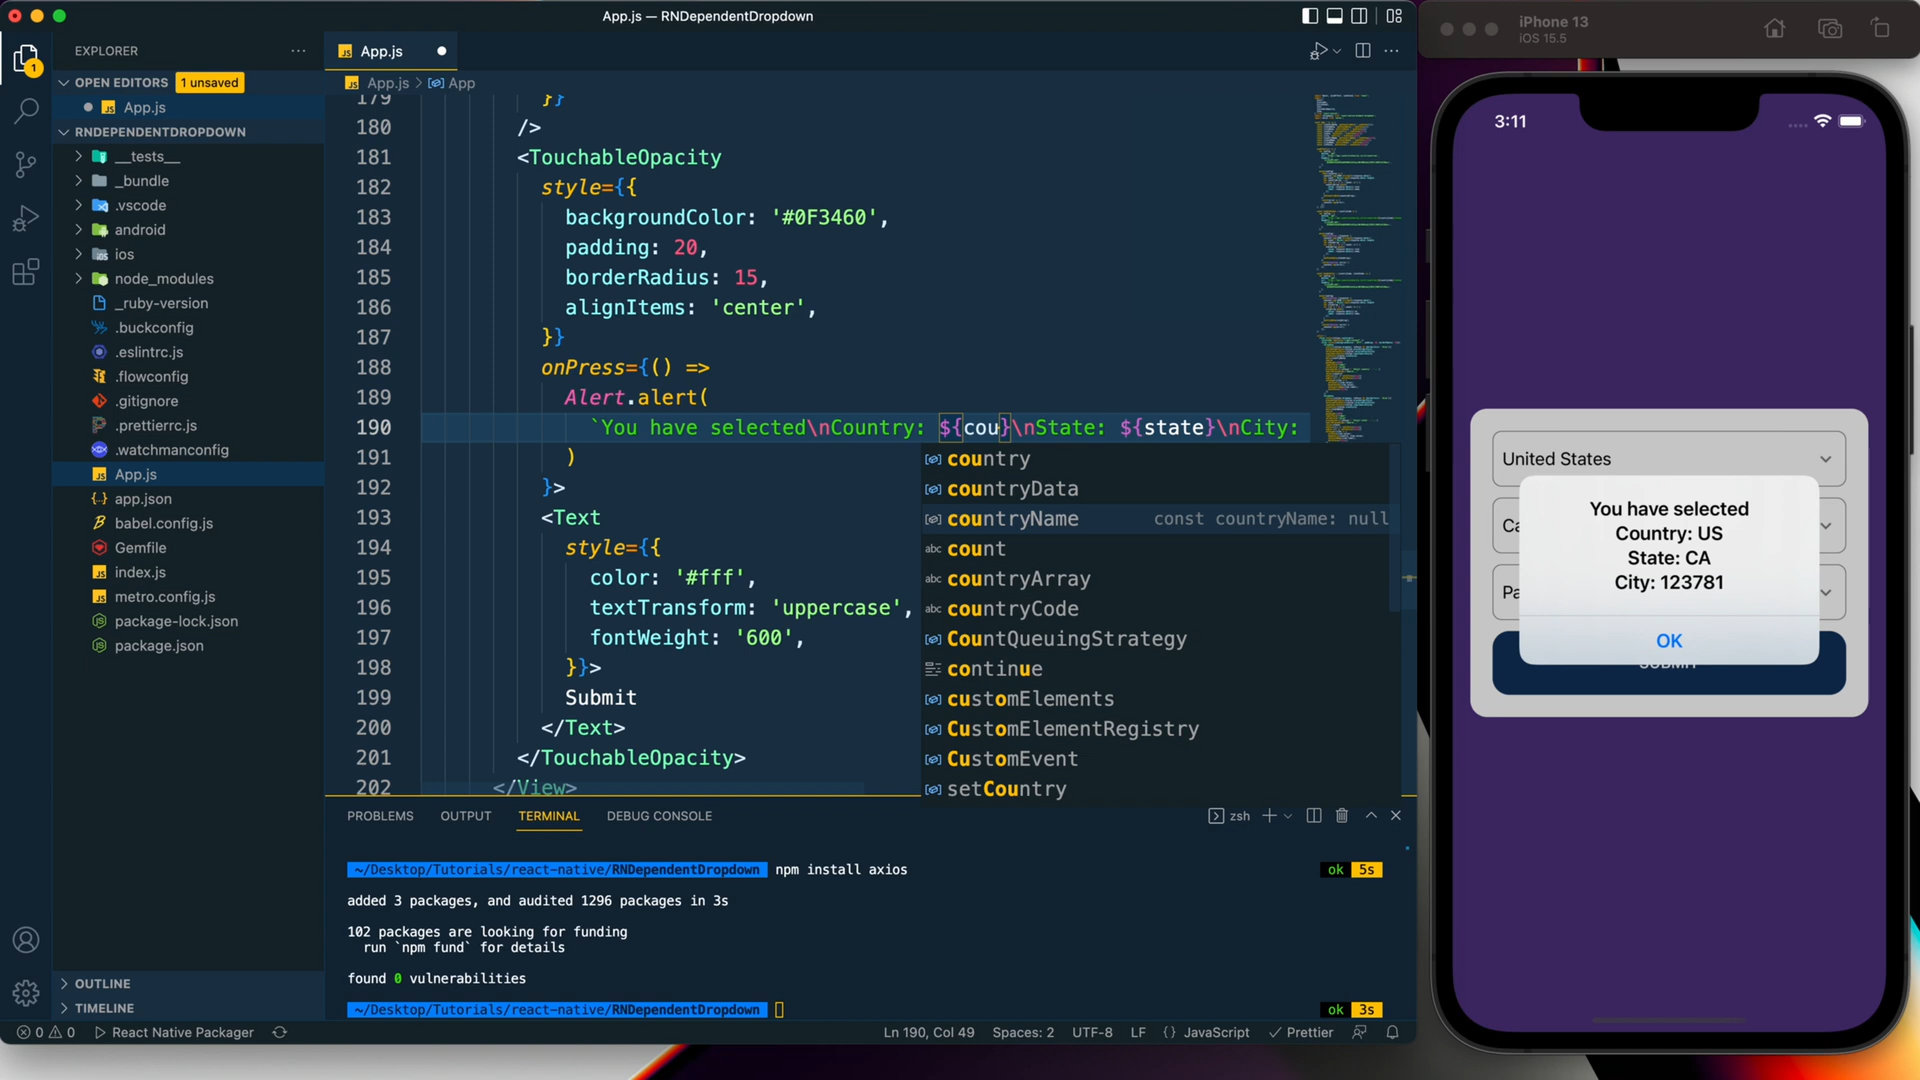 App.js — RNDependentDropdown
EXPLORER
1
OPEN EDITORS 1 unsaved
App.js
RNDEPENDENTDROPDOWN
__tests__
_bundle
.vscode
android
ios
node_modules
_ruby-version
.buckconfig
.eslintrc.js
.flowconfig
.gitignore
.prettierrc.js
.watchmanconfig
App.js
app.json
babel.config.js
Gemfile
index.js
metro.config.js
package-lock.json
package.json
OUTLINE
TIMELINE
App.js
App.js > App
179 }}
180 />
181 <TouchableOpacity
182 style={{
183 backgroundColor: '#0F3460',
184 padding: 20,
185 borderRadius: 15,
186 alignItems: 'center',
187 }}
188 onPress={() =>
189 Alert.alert(
190 `You have selected\nCountry: ${cou}\nState: ${state}\nCity:
191 )
192 }>
193 <Text
194 style={{
195 color: '#fff',
196 textTransform: 'uppercase',
197 fontWeight: '600',
198 }}>
199 Submit
200 </Text>
201 </TouchableOpacity>
202 </View>
country
countryData
countryName const countryName: null
abc count
abc countryArray
abc countryCode
CountQueuingStrategy
continue
customElements
CustomElementRegistry
CustomEvent
setCountry
PROBLEMS OUTPUT TERMINAL DEBUG CONSOLE
zsh
~/Desktop/Tutorials/react-native/RNDependentDropdown npm install axios ok 5s
added 3 packages, and audited 1296 packages in 3s
102 packages are looking for funding
run `npm fund` for details
found 0 vulnerabilities
~/Desktop/Tutorials/react-native/RNDependentDropdown ok 3s
0 0 React Native Packager Ln 190, Col 49 Spaces: 2 UTF-8 LF {} JavaScript Prettier
iPhone 13
iOS 15.5
3:11
United States
Ca
Pa
You have selected
Country: US
State: CA
City: 123781
OK
SUBMIT